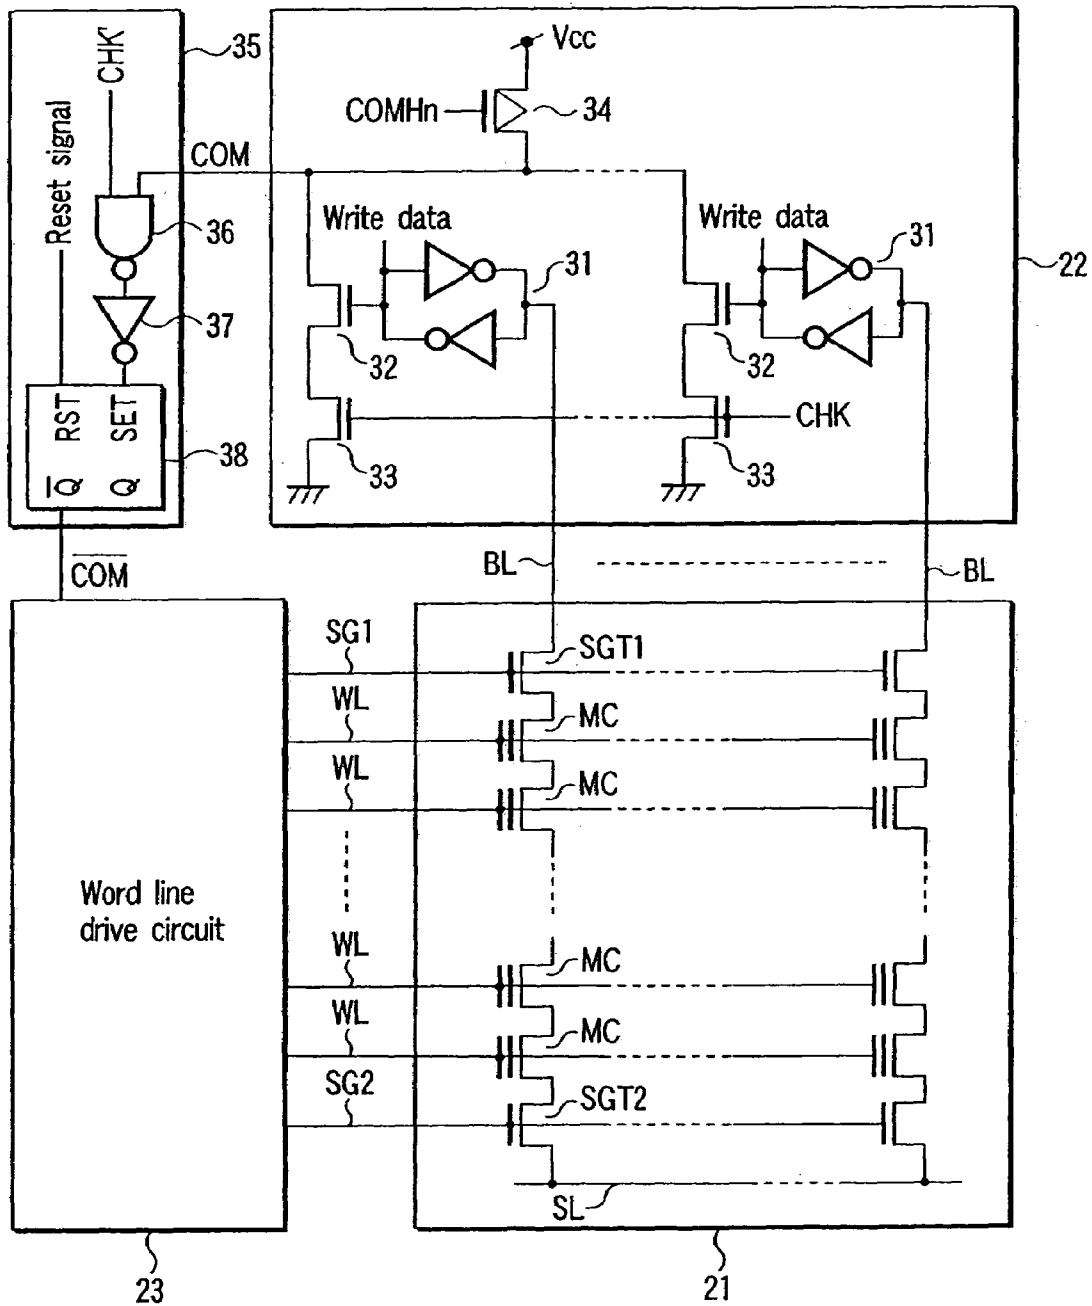 CHK'
Reset signal
36
37
RST
SET
Q
Q
38
35
COM
Vcc
COMHn
34
Write data
31
32
33
Write data
31
32
33
CHK
22
COM
BL
BL
SG1
WL
WL
WL
WL
SG2
Word line
drive circuit
23
SGT1
MC
MC
MC
MC
SGT2
SL
21